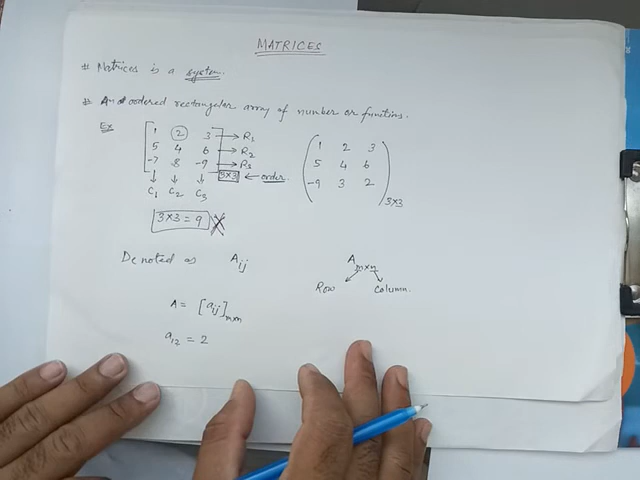 MATRICES
# Matrices is a system.
# An ordered rectangular array of number or functins.
Ex
1 2 3 → R1
5 4 6 → R2
-7 8 -9 → R3
3×3 ← order.
C1 C2 C3
1 2 3
5 4 6
-9 3 2
3×3
3×3 = 9
Denoted as Aij
Am×n
Row Column.
A = [aij]m×n
a12 = 2